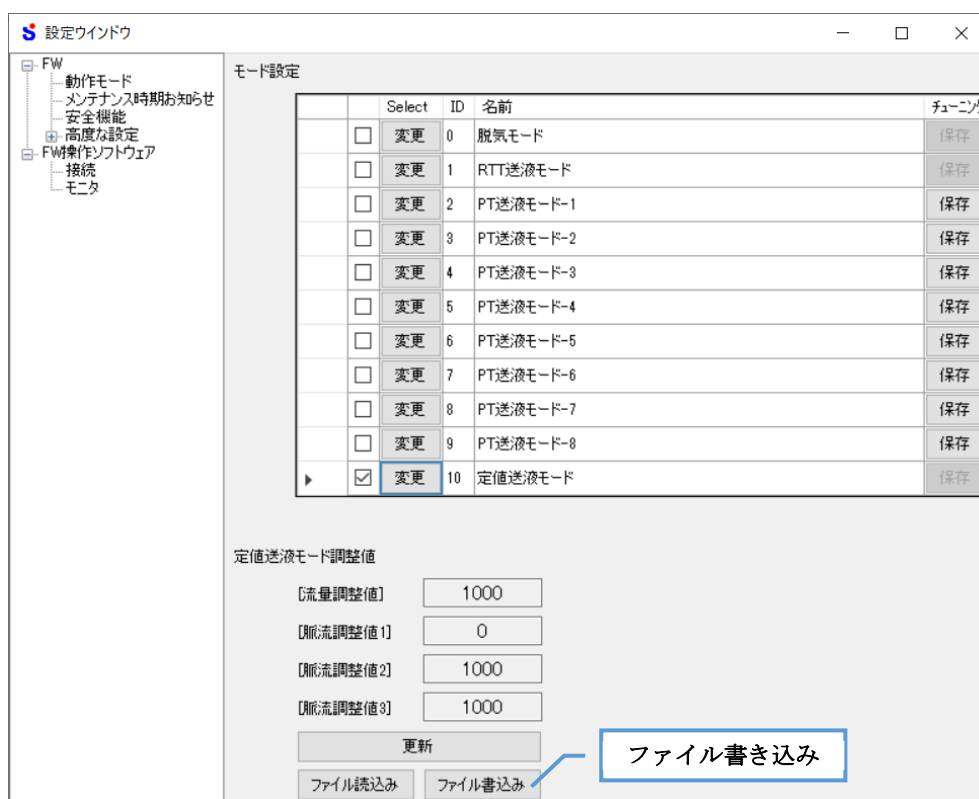 設定ウインドウ
FW
動作モード
メンテナンス時期お知らせ
安全機能
高度な設定
FW操作ソフトウェア
接続
モニタ
モード設定
Select ID 名前 チューニング
変更 0 脱気モード 保存
変更 1 RTT送液モード 保存
変更 2 PT送液モード-1 保存
変更 3 PT送液モード-2 保存
変更 4 PT送液モード-3 保存
変更 5 PT送液モード-4 保存
変更 6 PT送液モード-5 保存
変更 7 PT送液モード-6 保存
変更 8 PT送液モード-7 保存
変更 9 PT送液モード-8 保存
変更 10 定値送液モード 保存
定値送液モード調整値
[流量調整値] 1000
[脈流調整値1] 0
[脈流調整値2] 1000
[脈流調整値3] 1000
更新
ファイル書き込み
ファイル読込み ファイル書込み